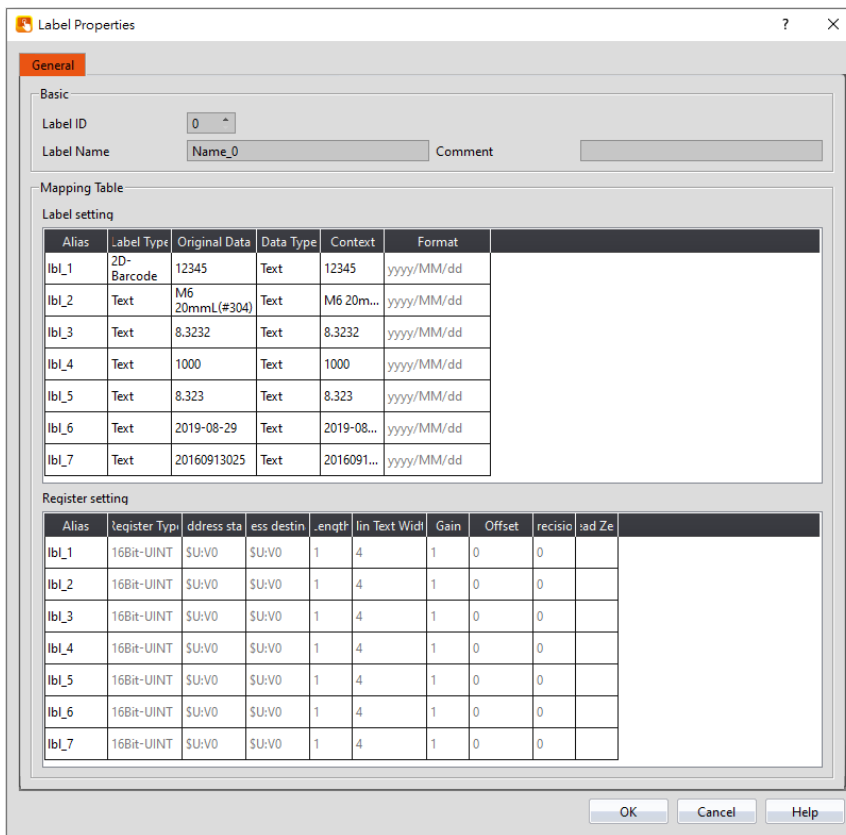 Label Properties ? ×
General
Basic
Label ID 0
Label Name Name_0 Comment
Mapping Table
Label setting
Alias Label Type Original Data Data Type Context Format
lbl_1 2D-Barcode 12345 Text 12345 yyyy/MM/dd
lbl_2 Text M6 20mmL(#304) Text M6 20m... yyyy/MM/dd
lbl_3 Text 8.3232 Text 8.3232 yyyy/MM/dd
lbl_4 Text 1000 Text 1000 yyyy/MM/dd
lbl_5 Text 8.323 Text 8.323 yyyy/MM/dd
lbl_6 Text 2019-08-29 Text 2019-08... yyyy/MM/dd
lbl_7 Text 20160913025 Text 2016091... yyyy/MM/dd
Register setting
Alias Register Typ ddress sta ess destin Length lin Text Widt Gain Offset recisio ad Ze
lbl_1 16Bit-UINT $U:V0 $U:V0 1 4 1 0 0
lbl_2 16Bit-UINT $U:V0 $U:V0 1 4 1 0 0
lbl_3 16Bit-UINT $U:V0 $U:V0 1 4 1 0 0
lbl_4 16Bit-UINT $U:V0 $U:V0 1 4 1 0 0
lbl_5 16Bit-UINT $U:V0 $U:V0 1 4 1 0 0
lbl_6 16Bit-UINT $U:V0 $U:V0 1 4 1 0 0
lbl_7 16Bit-UINT $U:V0 $U:V0 1 4 1 0 0
OK Cancel Help